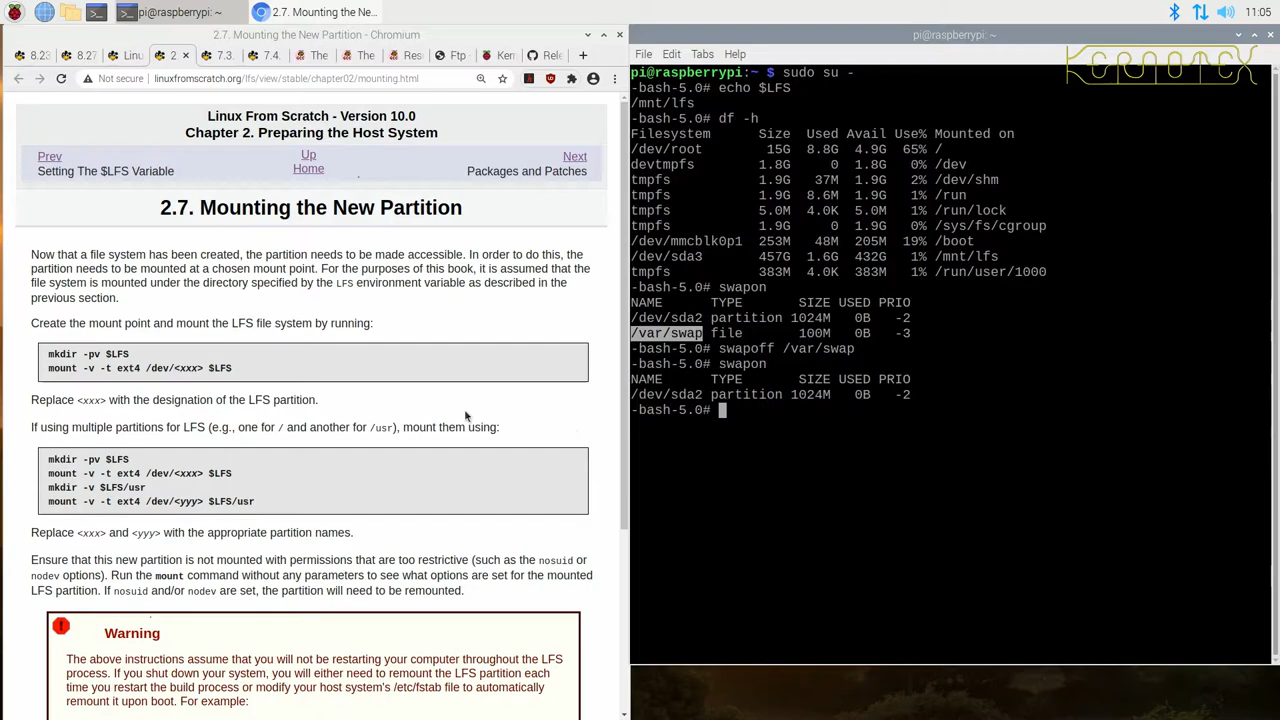 pi@raspberrypi: ~
2.7. Mounting the Ne...
11:05
2.7. Mounting the New Partition - Chromium
8.23
8.27
Linu
2
7.3.
7.4.
The
The
Res
Ftp
Kerr
Rele
Not secure
linuxfromscratch.org/lfs/view/stable/chapter02/mounting.html
Linux From Scratch - Version 10.0
Chapter 2. Preparing the Host System
Prev
Up
Next
Setting The $LFS Variable
Home
Packages and Patches
2.7. Mounting the New Partition
Now that a file system has been created, the partition needs to be made accessible. In order to do this, the
partition needs to be mounted at a chosen mount point. For the purposes of this book, it is assumed that the
file system is mounted under the directory specified by the LFS environment variable as described in the
previous section.
Create the mount point and mount the LFS file system by running:
mkdir -pv $LFS
mount -v -t ext4 /dev/<xxx> $LFS
Replace <xxx> with the designation of the LFS partition.
If using multiple partitions for LFS (e.g., one for / and another for /usr), mount them using:
mkdir -pv $LFS
mount -v -t ext4 /dev/<xxx> $LFS
mkdir -v $LFS/usr
mount -v -t ext4 /dev/<yyy> $LFS/usr
Replace <xxx> and <yyy> with the appropriate partition names.
Ensure that this new partition is not mounted with permissions that are too restrictive (such as the nosuid or
nodev options). Run the mount command without any parameters to see what options are set for the mounted
LFS partition. If nosuid and/or nodev are set, the partition will need to be remounted.
Warning
The above instructions assume that you will not be restarting your computer throughout the LFS
process. If you shut down your system, you will either need to remount the LFS partition each
time you restart the build process or modify your host system's /etc/fstab file to automatically
remount it upon boot. For example:
pi@raspberrypi: ~
File Edit Tabs Help
pi@raspberrypi:~ $ sudo su -
-bash-5.0# echo $LFS
/mnt/lfs
-bash-5.0# df -h
Filesystem Size Used Avail Use% Mounted on
/dev/root 15G 8.8G 4.9G 65% /
devtmpfs 1.8G 0 1.8G 0% /dev
tmpfs 1.9G 37M 1.9G 2% /dev/shm
tmpfs 1.9G 8.6M 1.9G 1% /run
tmpfs 5.0M 4.0K 5.0M 1% /run/lock
tmpfs 1.9G 0 1.9G 0% /sys/fs/cgroup
/dev/mmcblk0p1 253M 48M 205M 19% /boot
/dev/sda3 457G 1.6G 432G 1% /mnt/lfs
tmpfs 383M 4.0K 383M 1% /run/user/1000
-bash-5.0# swapon
NAME TYPE SIZE USED PRIO
/dev/sda2 partition 1024M 0B -2
/var/swap file 100M 0B -3
-bash-5.0# swapoff /var/swap
-bash-5.0# swapon
NAME TYPE SIZE USED PRIO
/dev/sda2 partition 1024M 0B -2
-bash-5.0#